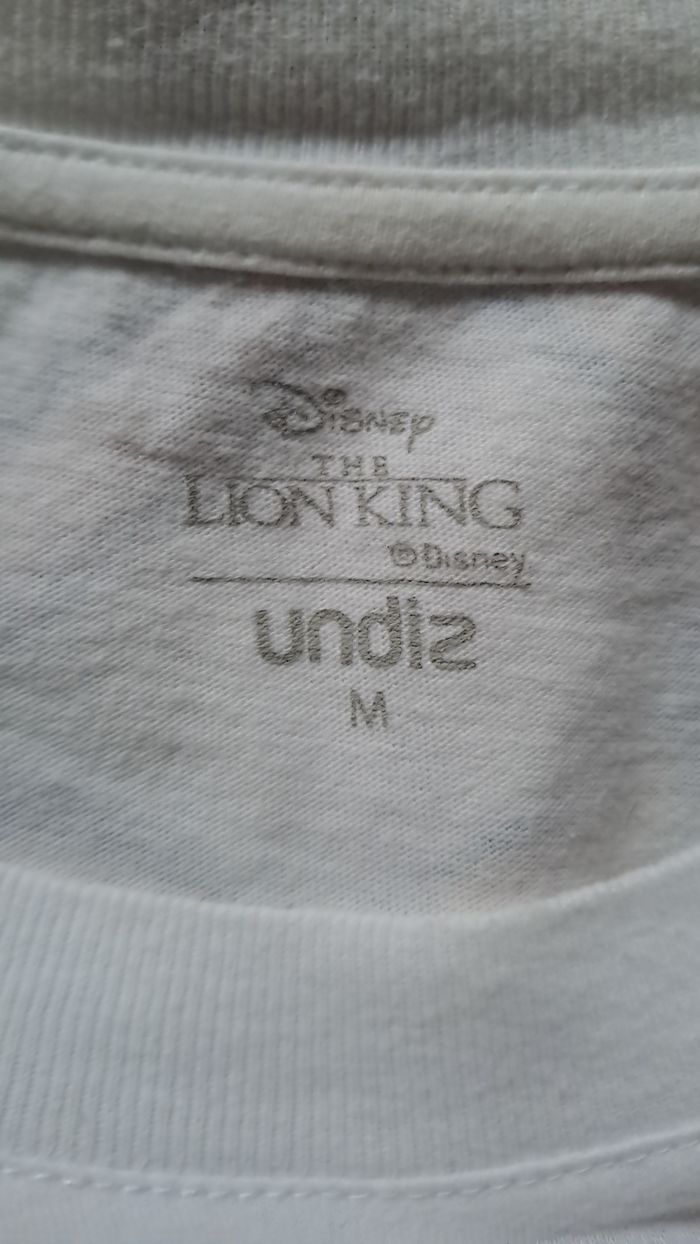 Disney
THE
LION KING
©Disney
undiz
M